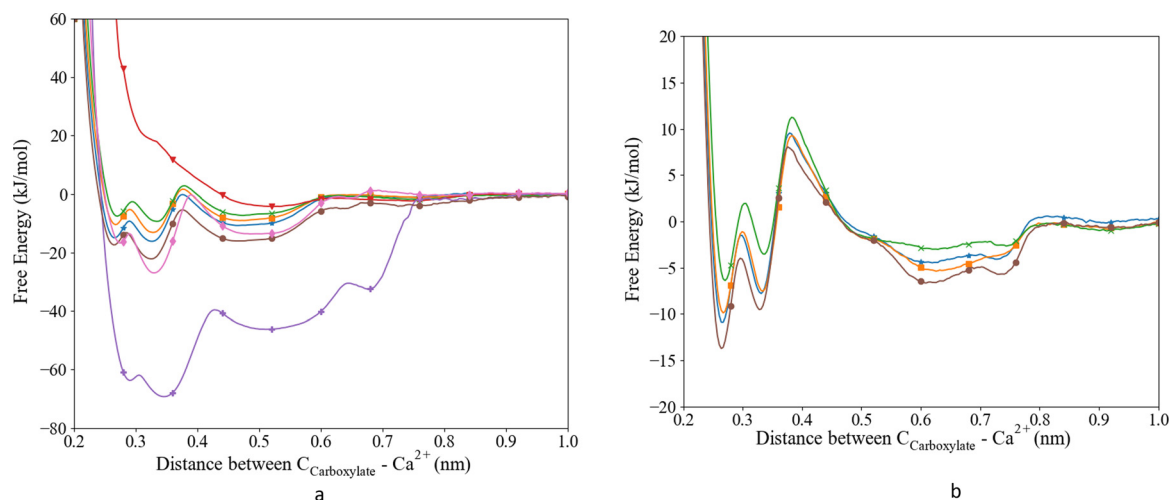 60
40
20
0
−20
−40
−60
−80
Free Energy (kJ/mol)
0.2 0.3 0.4 0.5 0.6 0.7 0.8 0.9 1.0
Distance between C_Carboxylate - Ca²⁺ (nm)
a
20
15
10
5
0
−5
−10
−15
−20
Free Energy (kJ/mol)
0.2 0.3 0.4 0.5 0.6 0.7 0.8 0.9 1.0
Distance between C_Carboxylate - Ca²⁺ (nm)
b